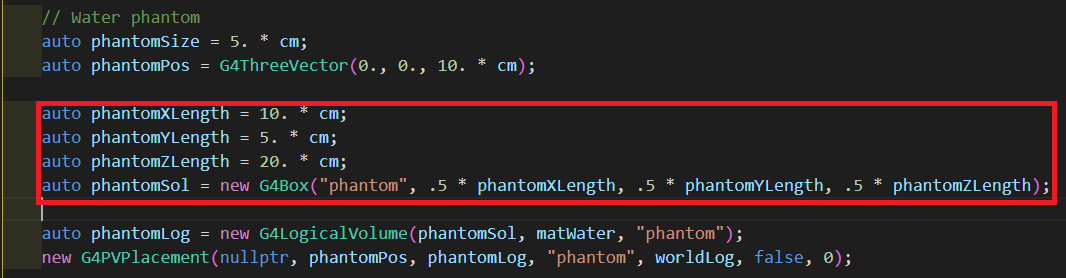 // Water phantom
auto phantomSize = 5. * cm;
auto phantomPos = G4ThreeVector(0., 0., 10. * cm);
auto phantomXLength = 10. * cm;
auto phantomYLength = 5. * cm;
auto phantomZLength = 20. * cm;
auto phantomSol = new G4Box("phantom", .5 * phantomXLength, .5 * phantomYLength, .5 * phantomZLength);
auto phantomLog = new G4LogicalVolume(phantomSol, matWater, "phantom");
new G4PVPlacement(nullptr, phantomPos, phantomLog, "phantom", worldLog, false, 0);